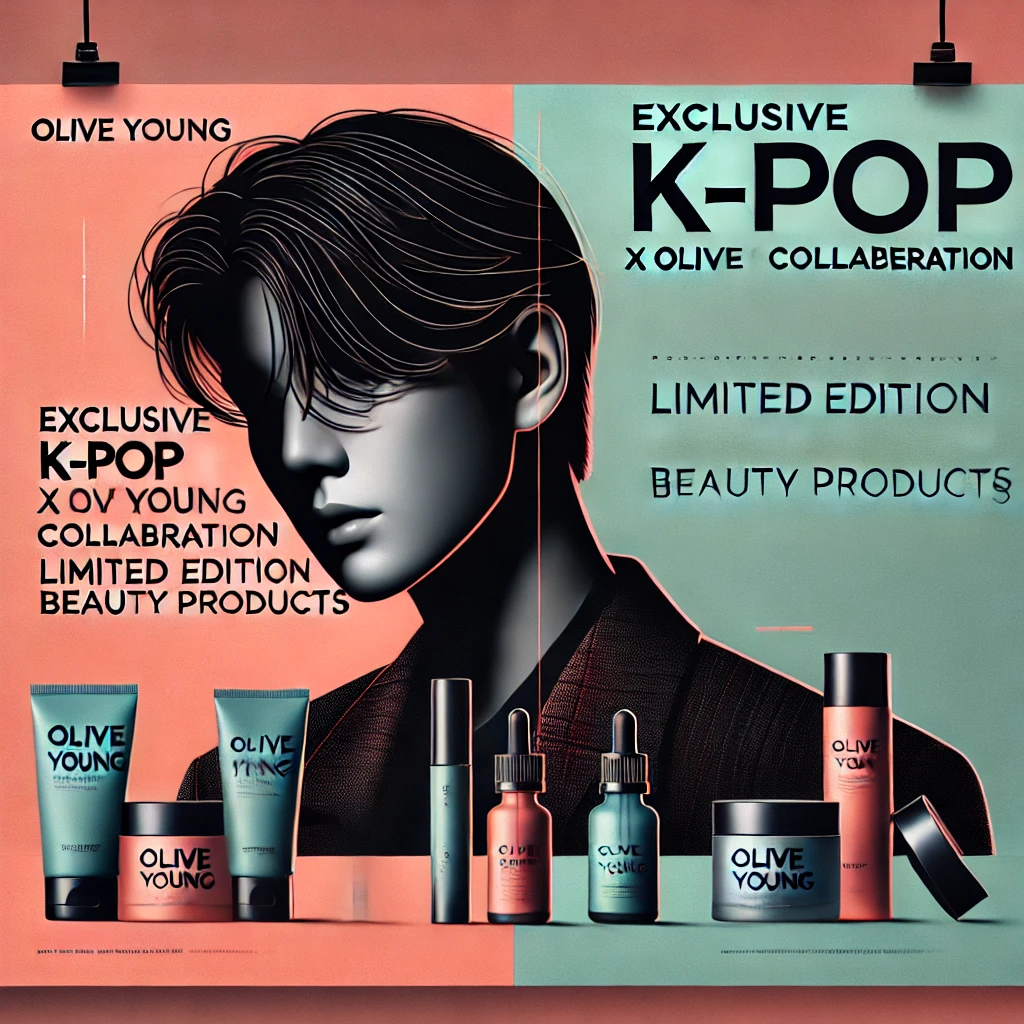 OLIVE YOUNG
EXCLUSIVE
K-POP
X OV YOUNG
COLLABRATION
LIMITED EDITION
BEAUTY PRODUCTS
EXCLUSIVE
K-POP
X OLIVE COLLABERATION
LIMITED EDITION
BEAUTY PRODUCTS
OLIVE
YOUNG
OLIVE
YOUNG
OLIVE
OLIVE
OLIVE
YOUNG